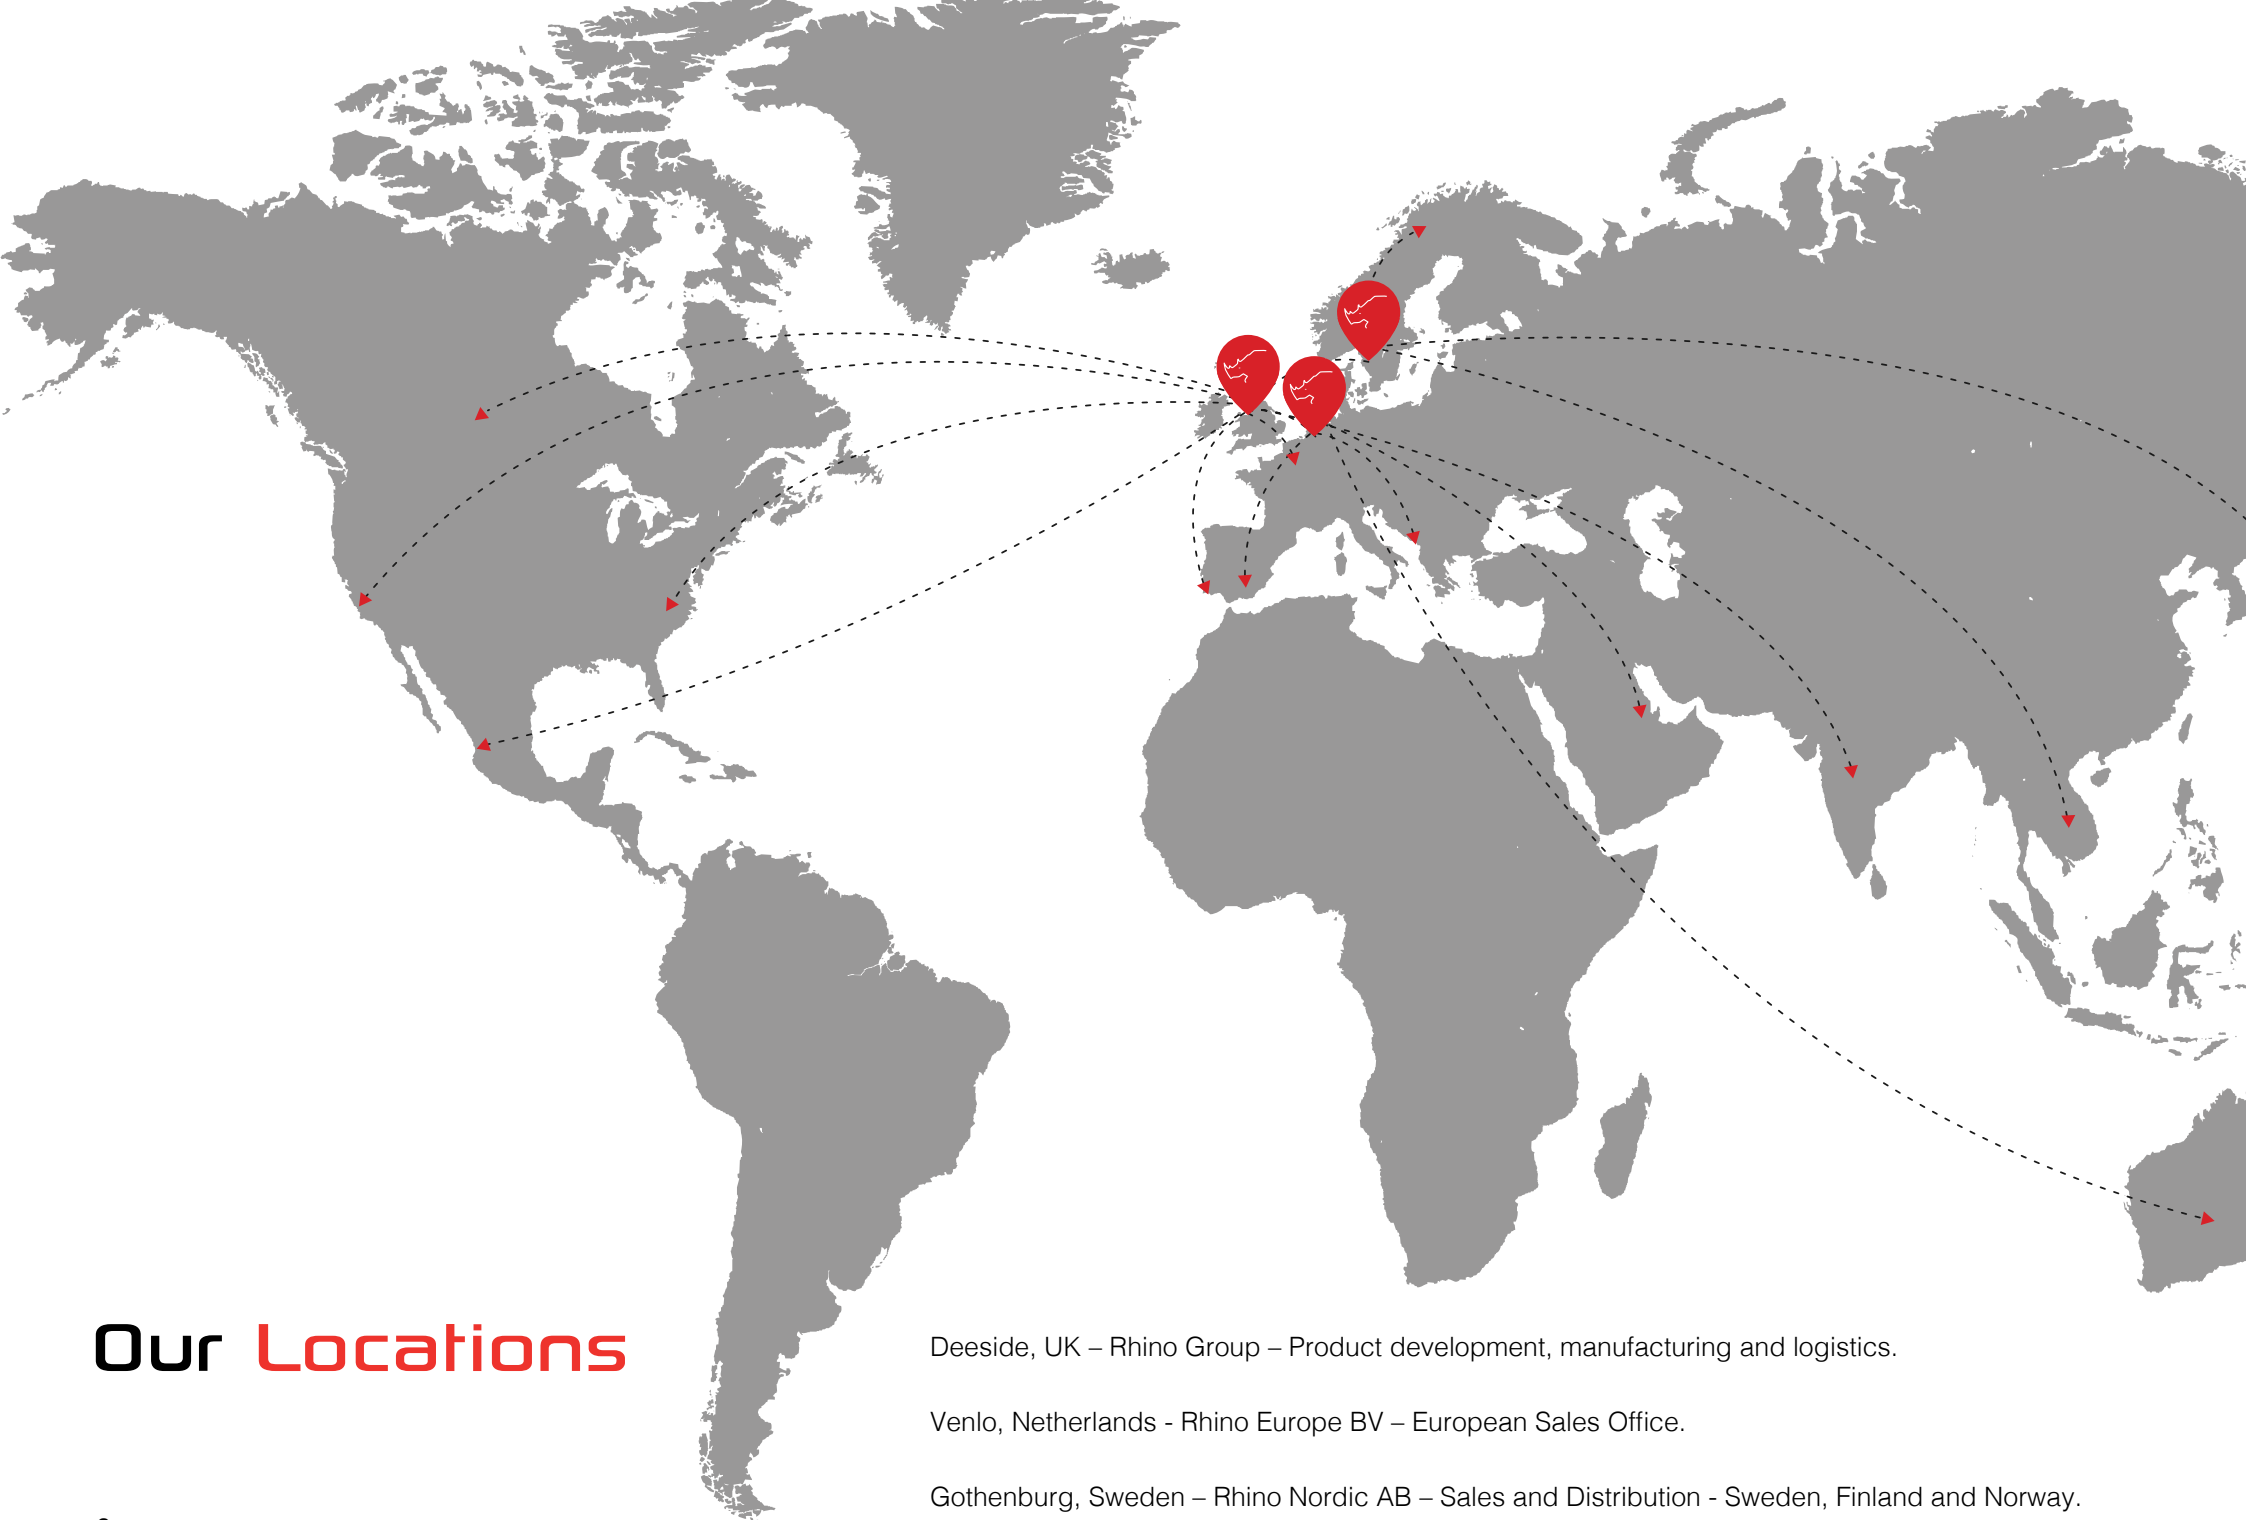 Our Locations
Deeside, UK – Rhino Group – Product development, manufacturing and logistics.
Venlo, Netherlands - Rhino Europe BV – European Sales Office.
Gothenburg, Sweden – Rhino Nordic AB – Sales and Distribution - Sweden, Finland and Norway.